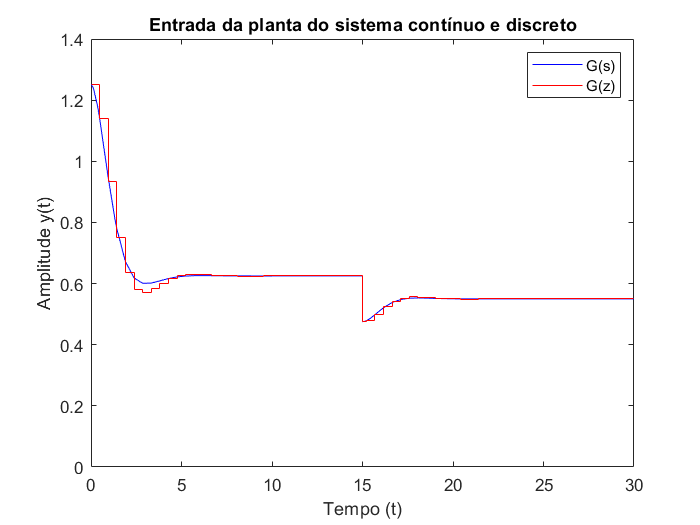 Entrada da planta do sistema contínuo e discreto
1.4
1.2
1
0.8
0.6
0.4
0.2
0
Amplitude y(t)
G(s)
G(z)
0 5 10 15 20 25 30
Tempo (t)